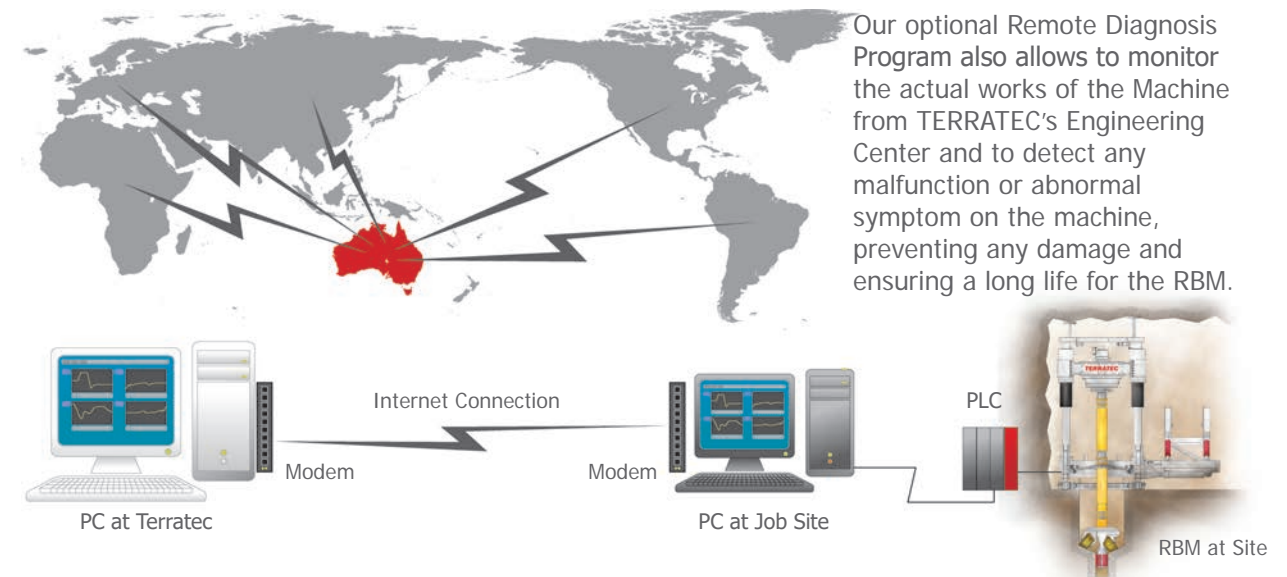 Our optional Remote Diagnosis
Program also allows to monitor
the actual works of the Machine
from TERRATEC's Engineering
Center and to detect any
malfunction or abnormal
symptom on the machine,
preventing any damage and
ensuring a long life for the RBM.
TERRATEC
PLC
Internet Connection
Modem
Modem
PC at Terratec
PC at Job Site
RBM at Site